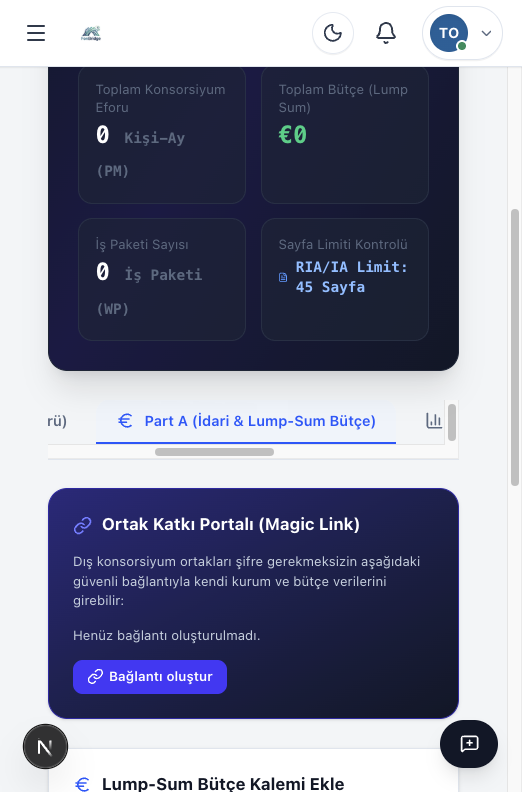 TO
Toplam Konsorsiyum
Eforu
0 Kişi-Ay
(PM)
Toplam Bütçe (Lump
Sum)
€0
İş Paketi Sayısı
0 İş Paketi
(WP)
Sayfa Limiti Kontrolü
RIA/IA Limit:
45 Sayfa
rü)
Part A (İdari & Lump-Sum Bütçe)
Ortak Katkı Portalı (Magic Link)
Dış konsorsiyum ortakları şifre gerekmeksizin aşağıdaki
güvenli bağlantıyla kendi kurum ve bütçe verilerini
girebilir:
Henüz bağlantı oluşturulmadı.
Bağlantı oluştur
N
Lump-Sum Bütçe Kalemi Ekle